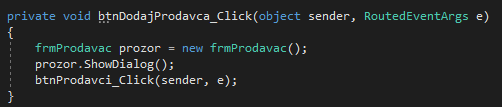 private void btnDodajProdavca_Click(object sender, RoutedEventArgs e)
{
    frmProdavac prozor = new frmProdavac();
    prozor.ShowDialog();
    btnProdavci_Click(sender, e);
}